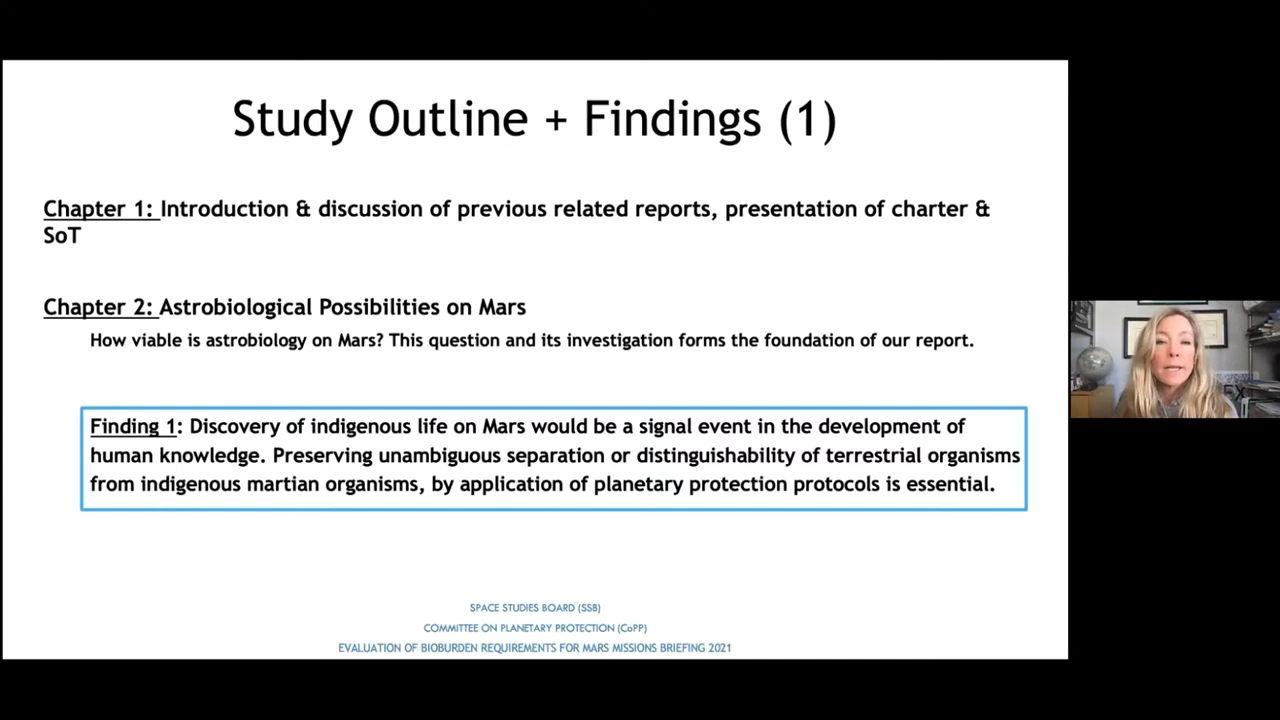 Study Outline + Findings (1)
Chapter 1: Introduction & discussion of previous related reports, presentation of charter &
SoT
Chapter 2: Astrobiological Possibilities on Mars
How viable is astrobiology on Mars? This question and its investigation forms the foundation of our report.
Finding 1: Discovery of indigenous life on Mars would be a signal event in the development of
human knowledge. Preserving unambiguous separation or distinguishability of terrestrial organisms
from indigenous martian organisms, by application of planetary protection protocols is essential.
SPACE STUDIES BOARD (SSB)
COMMITTEE ON PLANETARY PROTECTION (CoPP)
EVALUATION OF BIOBURDEN REQUIREMENTS FOR MARS MISSIONS BRIEFING 2021